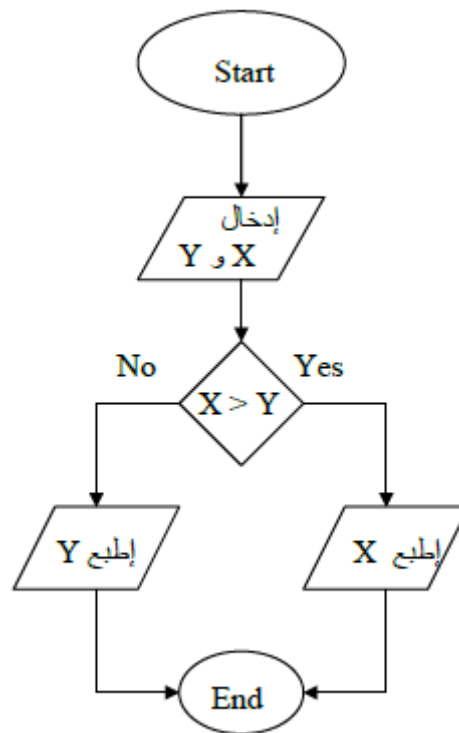 Start
إدخال
X و Y
No
Yes
X > Y
إطبع Y
إطبع X
End